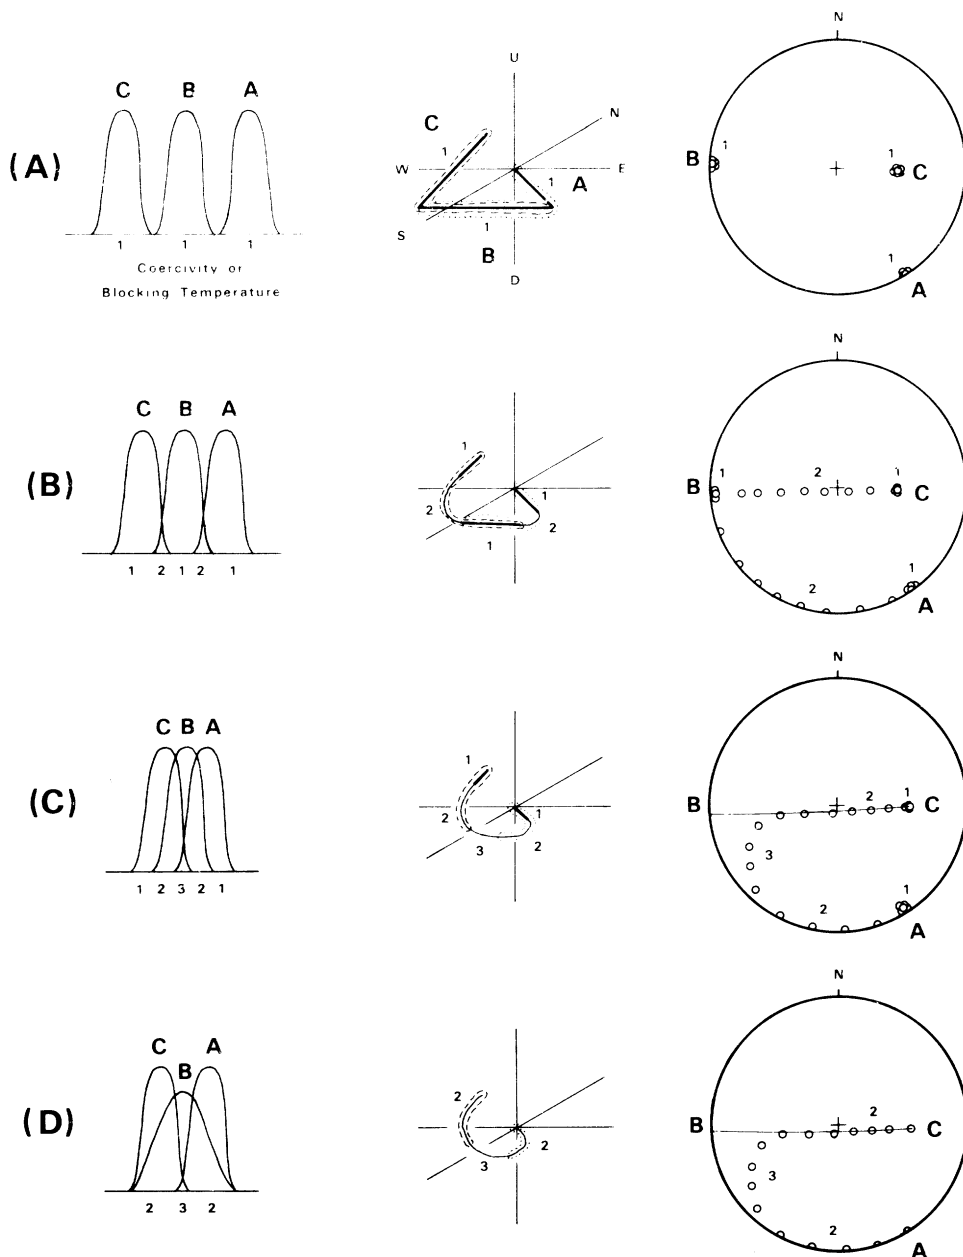 N
C B A
(A)
1 1 1
Coercivity or
Blocking Temperature
U
N
C
1
W E
1 A
S
1
B
D
B 1
1 C
1
A
N
C B A
(B)
1 2 1 2 1
1
2
1
1 2
B 1
2
1
C
2
1
A
N
C B A
(C)
1 2 3 2 1
1
2
1
3 2
B
2 1
C
3
2
1
A
N
C A
B
(D)
2 3 2
2
3
2
B
2
C
3
2
A